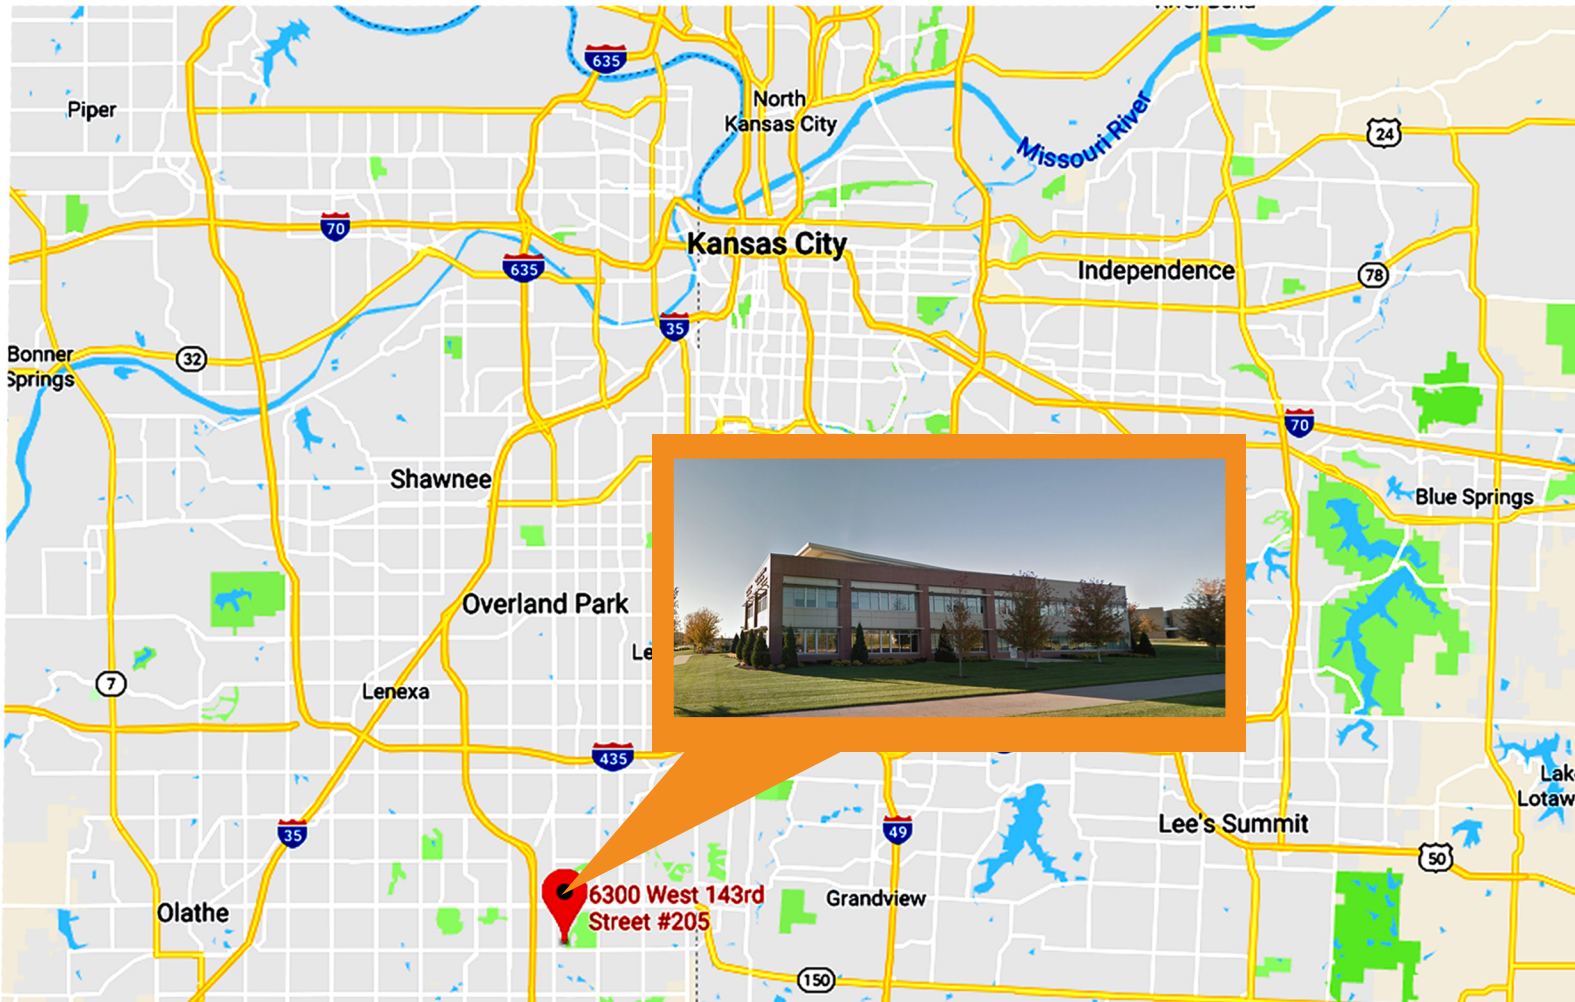 635
Piper
North
Kansas City
Missouri River
24
70
Kansas City
635
Independence
78
35
Bonner
Springs
32
70
Shawnee
Blue Springs
Overland Park
Le
7
Lenexa
435
Lak
Lotaw
35
49
Lee's Summit
50
6300 West 143rd
Street #205
Grandview
Olathe
150